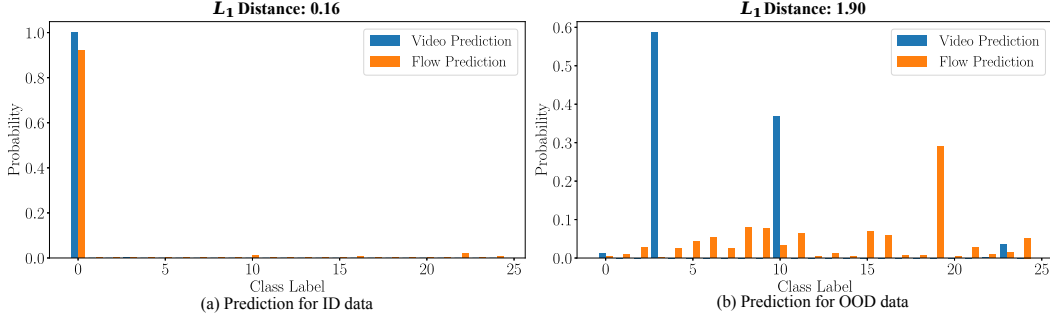 L₁ Distance: 0.16
Video Prediction
Flow Prediction
Probability
1.0
0.8
0.6
0.4
0.2
0.0
0 5 10 15 20 25
Class Label
(a) Prediction for ID data
L₁ Distance: 1.90
Video Prediction
Flow Prediction
Probability
0.6
0.5
0.4
0.3
0.2
0.1
0.0
0 5 10 15 20 25
Class Label
(b) Prediction for OOD data